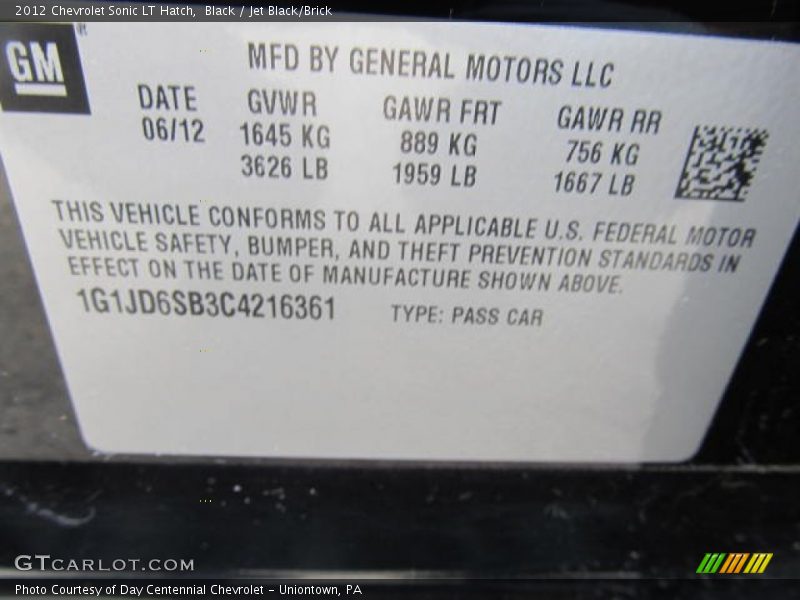 2012 Chevrolet Sonic LT Hatch,  Black / Jet Black/Brick
GM
MFD BY GENERAL MOTORS LLC
DATE GVWR GAWR FRT GAWR RR
06/12 1645 KG 889 KG 756 KG
3626 LB 1959 LB 1667 LB
THIS VEHICLE CONFORMS TO ALL APPLICABLE U.S. FEDERAL MOTOR
VEHICLE SAFETY, BUMPER, AND THEFT PREVENTION STANDARDS IN
EFFECT ON THE DATE OF MANUFACTURE SHOWN ABOVE.
1G1JD6SB3C4216361 TYPE: PASS CAR
GTCARLOT.COM
Photo Courtesy of Day Centennial Chevrolet - Uniontown, PA